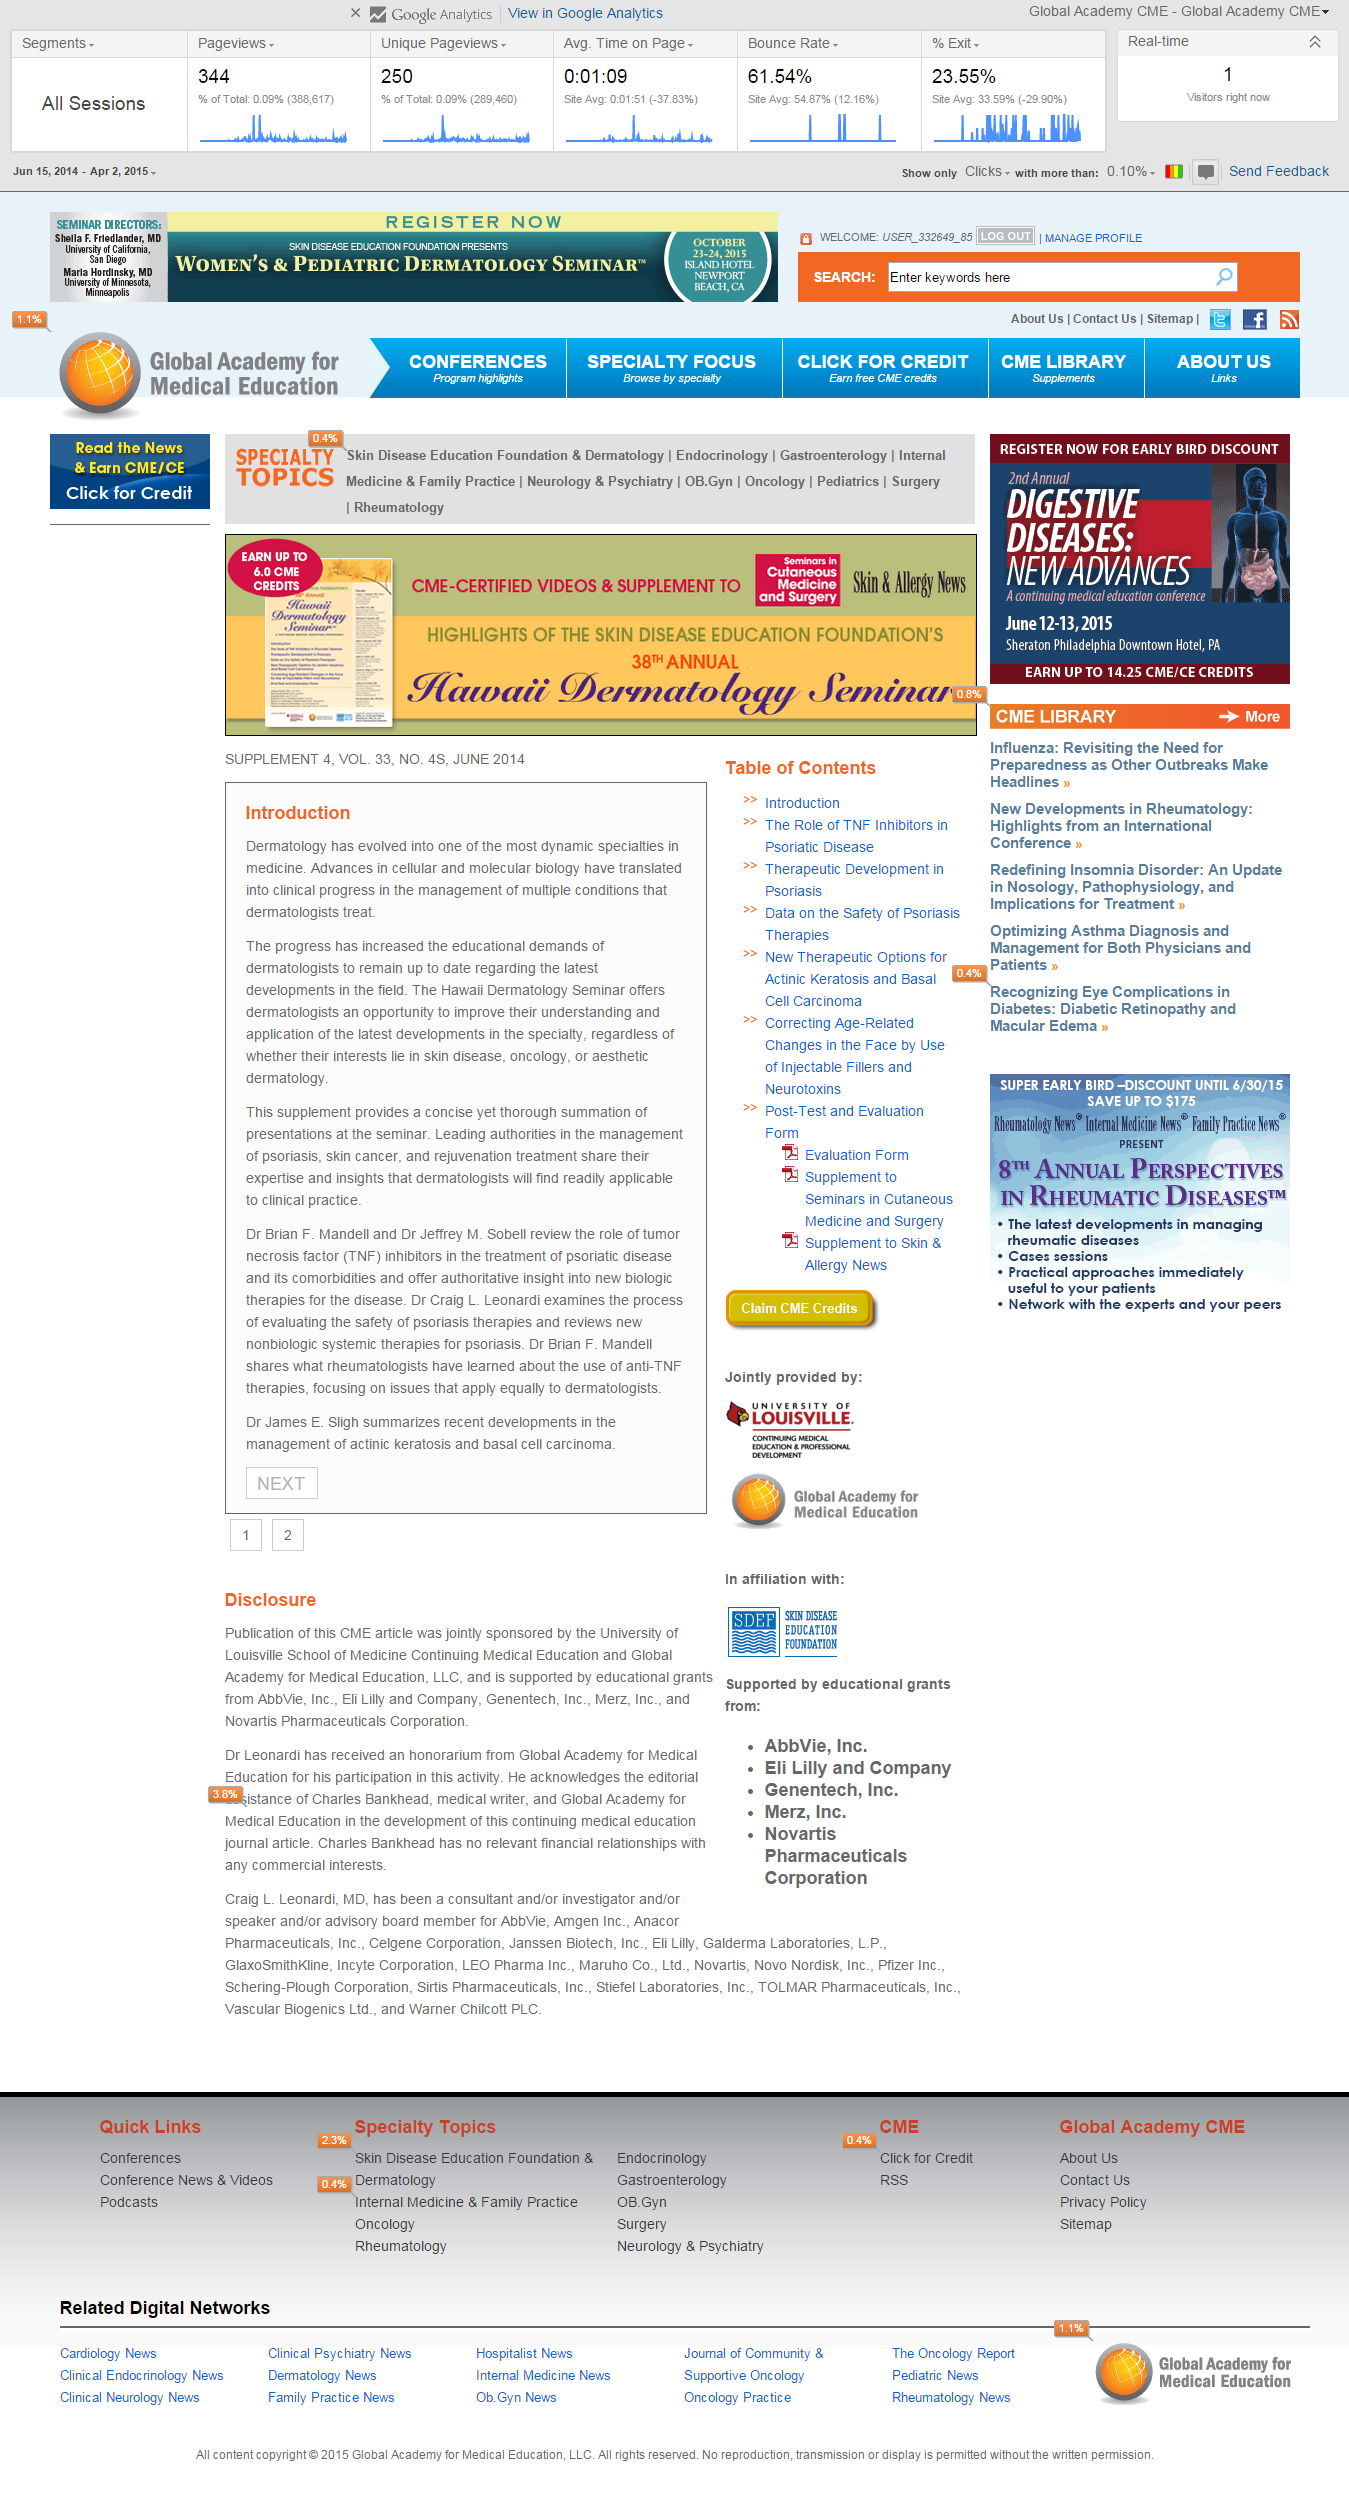 Google Analytics View in Google Analytics
Global Academy CME - Global Academy CME
Segments
Pageviews
Unique Pageviews
Avg. Time on Page
Bounce Rate
% Exit
Real-time
All Sessions
344
% of Total: 0.09% (388,617)
250
% of Total: 0.09% (289,460)
0:01:09
Site Avg: 0:01:51 (-37.83%)
61.54%
Site Avg: 54.87% (12.16%)
23.55%
Site Avg: 33.59% (-29.90%)
1
Visitors right now
Jun 15, 2014 - Apr 2, 2015
Show only Clicks with more than: 0.10%
Send Feedback
SEMINAR DIRECTORS:
Sheila F. Friedlander, MD
University of California,
San Diego
Maria Hordinsky, MD
University of Minnesota,
Minneapolis
REGISTER NOW
SKIN DISEASE EDUCATION FOUNDATION PRESENTS
WOMEN'S & PEDIATRIC DERMATOLOGY SEMINAR™
OCTOBER
23-24, 2015
ISLAND HOTEL
NEWPORT
BEACH, CA
WELCOME: USER_332649_85 LOG OUT | MANAGE PROFILE
SEARCH: Enter keywords here
About Us | Contact Us | Sitemap |
1.1%
Global Academy for
Medical Education
CONFERENCES
Program highlights
SPECIALTY FOCUS
Browse by specialty
CLICK FOR CREDIT
Earn free CME credits
CME LIBRARY
Supplements
ABOUT US
Links
Read the News
& Earn CME/CE
Click for Credit
0.4%
SPECIALTY
TOPICS
Skin Disease Education Foundation & Dermatology | Endocrinology | Gastroenterology | Internal
Medicine & Family Practice | Neurology & Psychiatry | OB.Gyn | Oncology | Pediatrics | Surgery
| Rheumatology
EARN UP TO
6.0 CME
CREDITS
Hawaii
Dermatology
Seminar
CME-CERTIFIED VIDEOS & SUPPLEMENT TO
Seminars in
Cutaneous
Medicine
and Surgery
Skin & Allergy News
HIGHLIGHTS OF THE SKIN DISEASE EDUCATION FOUNDATION'S
38TH ANNUAL
Hawaii Dermatology Seminar
SUPPLEMENT 4, VOL. 33, NO. 4S, JUNE 2014
Introduction
Dermatology has evolved into one of the most dynamic specialties in
medicine. Advances in cellular and molecular biology have translated
into clinical progress in the management of multiple conditions that
dermatologists treat.
The progress has increased the educational demands of
dermatologists to remain up to date regarding the latest
developments in the field. The Hawaii Dermatology Seminar offers
dermatologists an opportunity to improve their understanding and
application of the latest developments in the specialty, regardless of
whether their interests lie in skin disease, oncology, or aesthetic
dermatology.
This supplement provides a concise yet thorough summation of
presentations at the seminar. Leading authorities in the management
of psoriasis, skin cancer, and rejuvenation treatment share their
expertise and insights that dermatologists will find readily applicable
to clinical practice.
Dr Brian F. Mandell and Dr Jeffrey M. Sobell review the role of tumor
necrosis factor (TNF) inhibitors in the treatment of psoriatic disease
and its comorbidities and offer authoritative insight into new biologic
therapies for the disease. Dr Craig L. Leonardi examines the process
of evaluating the safety of psoriasis therapies and reviews new
nonbiologic systemic therapies for psoriasis. Dr Brian F. Mandell
shares what rheumatologists have learned about the use of anti-TNF
therapies, focusing on issues that apply equally to dermatologists.
Dr James E. Sligh summarizes recent developments in the
management of actinic keratosis and basal cell carcinoma.
NEXT
1 2
Table of Contents
>> Introduction
>> The Role of TNF Inhibitors in
Psoriatic Disease
>> Therapeutic Development in
Psoriasis
>> Data on the Safety of Psoriasis
Therapies
>> New Therapeutic Options for
Actinic Keratosis and Basal
Cell Carcinoma
>> Correcting Age-Related
Changes in the Face by Use
of Injectable Fillers and
Neurotoxins
>> Post-Test and Evaluation
Form
Evaluation Form
Supplement to
Seminars in Cutaneous
Medicine and Surgery
Supplement to Skin &
Allergy News
Claim CME Credits
Jointly provided by:
UNIVERSITY OF
LOUISVILLE.
CONTINUING MEDICAL
EDUCATION & PROFESSIONAL
DEVELOPMENT
Global Academy for
Medical Education
In affiliation with:
SDEF
SKIN DISEASE
EDUCATION
FOUNDATION
Supported by educational grants
from:
• AbbVie, Inc.
• Eli Lilly and Company
• Genentech, Inc.
• Merz, Inc.
• Novartis
Pharmaceuticals
Corporation
REGISTER NOW FOR EARLY BIRD DISCOUNT
2nd Annual
DIGESTIVE
DISEASES:
NEW ADVANCES
A continuing medical education conference
June 12-13, 2015
Sheraton Philadelphia Downtown Hotel, PA
EARN UP TO 14.25 CME/CE CREDITS
0.8%
CME LIBRARY More
Influenza: Revisiting the Need for
Preparedness as Other Outbreaks Make
Headlines »
New Developments in Rheumatology:
Highlights from an International
Conference »
Redefining Insomnia Disorder: An Update
in Nosology, Pathophysiology, and
Implications for Treatment »
Optimizing Asthma Diagnosis and
Management for Both Physicians and
Patients »
0.4%
Recognizing Eye Complications in
Diabetes: Diabetic Retinopathy and
Macular Edema »
SUPER EARLY BIRD –DISCOUNT UNTIL 6/30/15
SAVE UP TO $175
Rheumatology News® Internal Medicine News® Family Practice News®
PRESENT
8TH ANNUAL PERSPECTIVES
IN RHEUMATIC DISEASES™
• The latest developments in managing
rheumatic diseases
• Cases sessions
• Practical approaches immediately
useful to your patients
• Network with the experts and your peers
Disclosure
Publication of this CME article was jointly sponsored by the University of
Louisville School of Medicine Continuing Medical Education and Global
Academy for Medical Education, LLC, and is supported by educational grants
from AbbVie, Inc., Eli Lilly and Company, Genentech, Inc., Merz, Inc., and
Novartis Pharmaceuticals Corporation.
Dr Leonardi has received an honorarium from Global Academy for Medical
Education for his participation in this activity. He acknowledges the editorial
3.8%
assistance of Charles Bankhead, medical writer, and Global Academy for
Medical Education in the development of this continuing medical education
journal article. Charles Bankhead has no relevant financial relationships with
any commercial interests.
Craig L. Leonardi, MD, has been a consultant and/or investigator and/or
speaker and/or advisory board member for AbbVie, Amgen Inc., Anacor
Pharmaceuticals, Inc., Celgene Corporation, Janssen Biotech, Inc., Eli Lilly, Galderma Laboratories, L.P.,
GlaxoSmithKline, Incyte Corporation, LEO Pharma Inc., Maruho Co., Ltd., Novartis, Novo Nordisk, Inc., Pfizer Inc.,
Schering-Plough Corporation, Sirtis Pharmaceuticals, Inc., Stiefel Laboratories, Inc., TOLMAR Pharmaceuticals, Inc.,
Vascular Biogenics Ltd., and Warner Chilcott PLC.
Quick Links
Conferences
Conference News & Videos
Podcasts
Specialty Topics
2.3%
Skin Disease Education Foundation &
0.4%
Dermatology
Internal Medicine & Family Practice
Oncology
Rheumatology
Endocrinology
Gastroenterology
OB.Gyn
Surgery
Neurology & Psychiatry
CME
0.4%
Click for Credit
RSS
Global Academy CME
About Us
Contact Us
Privacy Policy
Sitemap
Related Digital Networks
Cardiology News
Clinical Endocrinology News
Clinical Neurology News
Clinical Psychiatry News
Dermatology News
Family Practice News
Hospitalist News
Internal Medicine News
Ob.Gyn News
Journal of Community &
Supportive Oncology
Oncology Practice
The Oncology Report
Pediatric News
Rheumatology News
1.1%
Global Academy for
Medical Education
All content copyright © 2015 Global Academy for Medical Education, LLC. All rights reserved. No reproduction, transmission or display is permitted without the written permission.